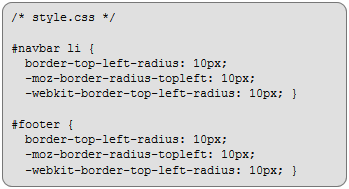 /* style.css */

#navbar li {
  border-top-left-radius: 10px;
  -moz-border-radius-topleft: 10px;
  -webkit-border-top-left-radius: 10px; }

#footer {
  border-top-left-radius: 10px;
  -moz-border-radius-topleft: 10px;
  -webkit-border-top-left-radius: 10px; }